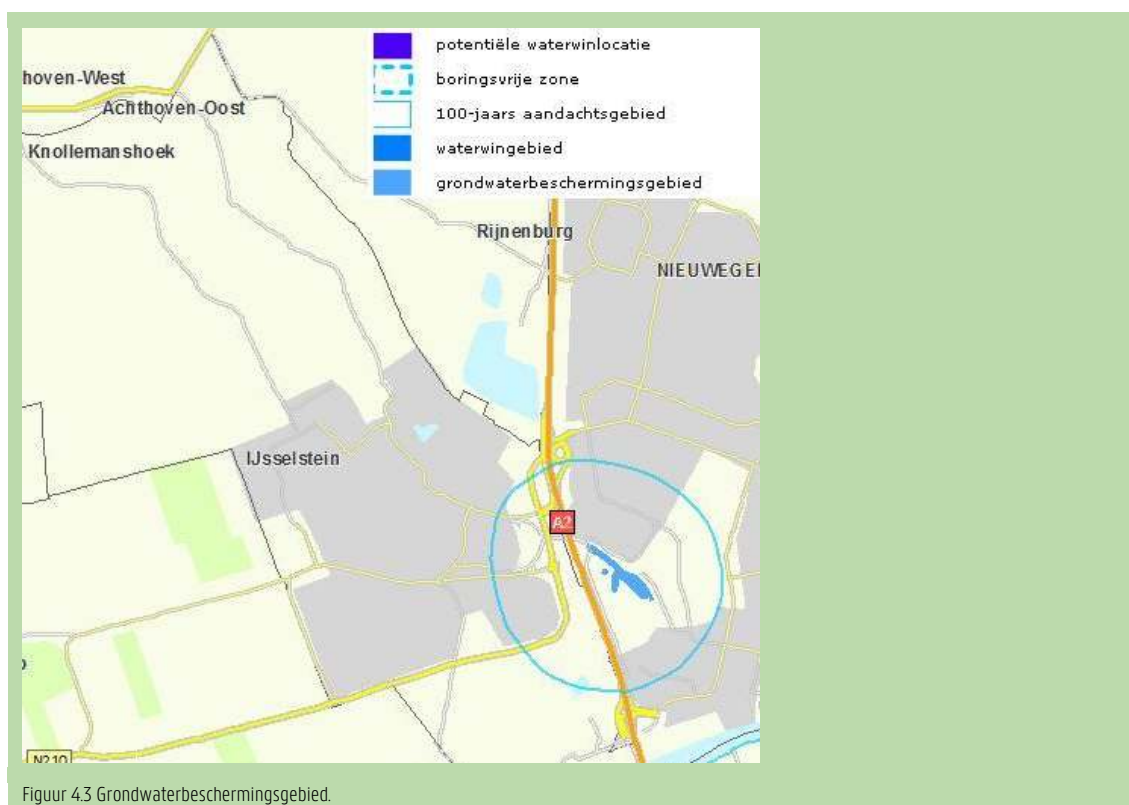 potentiële waterwinlocatie
boringsvrije zone
100-jaars aandachtsgebied
waterwingebied
grondwaterbeschermingsgebied
hoven-West
Achthoven-Oost
Knollemanshoek
Rijnenburg
NIEUWEGEI
IJsselstein
A2
N210
Figuur 4.3 Grondwaterbeschermingsgebied.